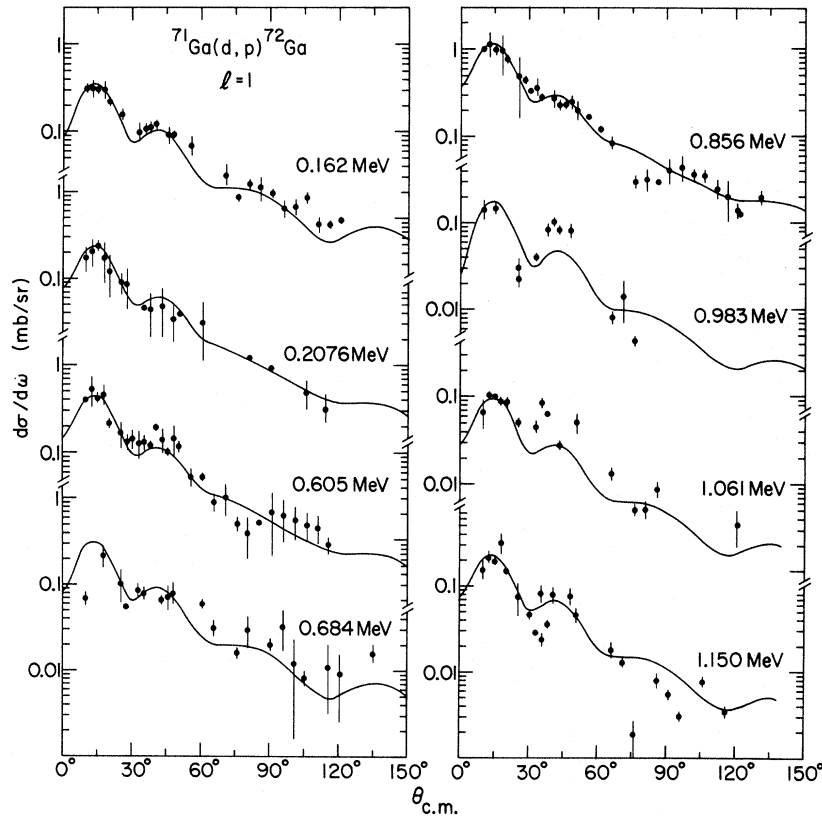 ⁷¹Ga(d,p)⁷²Ga
ℓ=1
dσ/dω (mb/sr)
1
0.1
0.162 MeV
1
0.1
0.2076 MeV
1
0.1
0.605 MeV
1
0.1
0.684 MeV
0.01
0° 30° 60° 90° 120° 150°
1
0.1
0.856 MeV
0.1
0.01
0.983 MeV
0.1
0.01
1.061 MeV
0.1
0.01
1.150 MeV
0° 30° 60° 90° 120° 150°
θc.m.